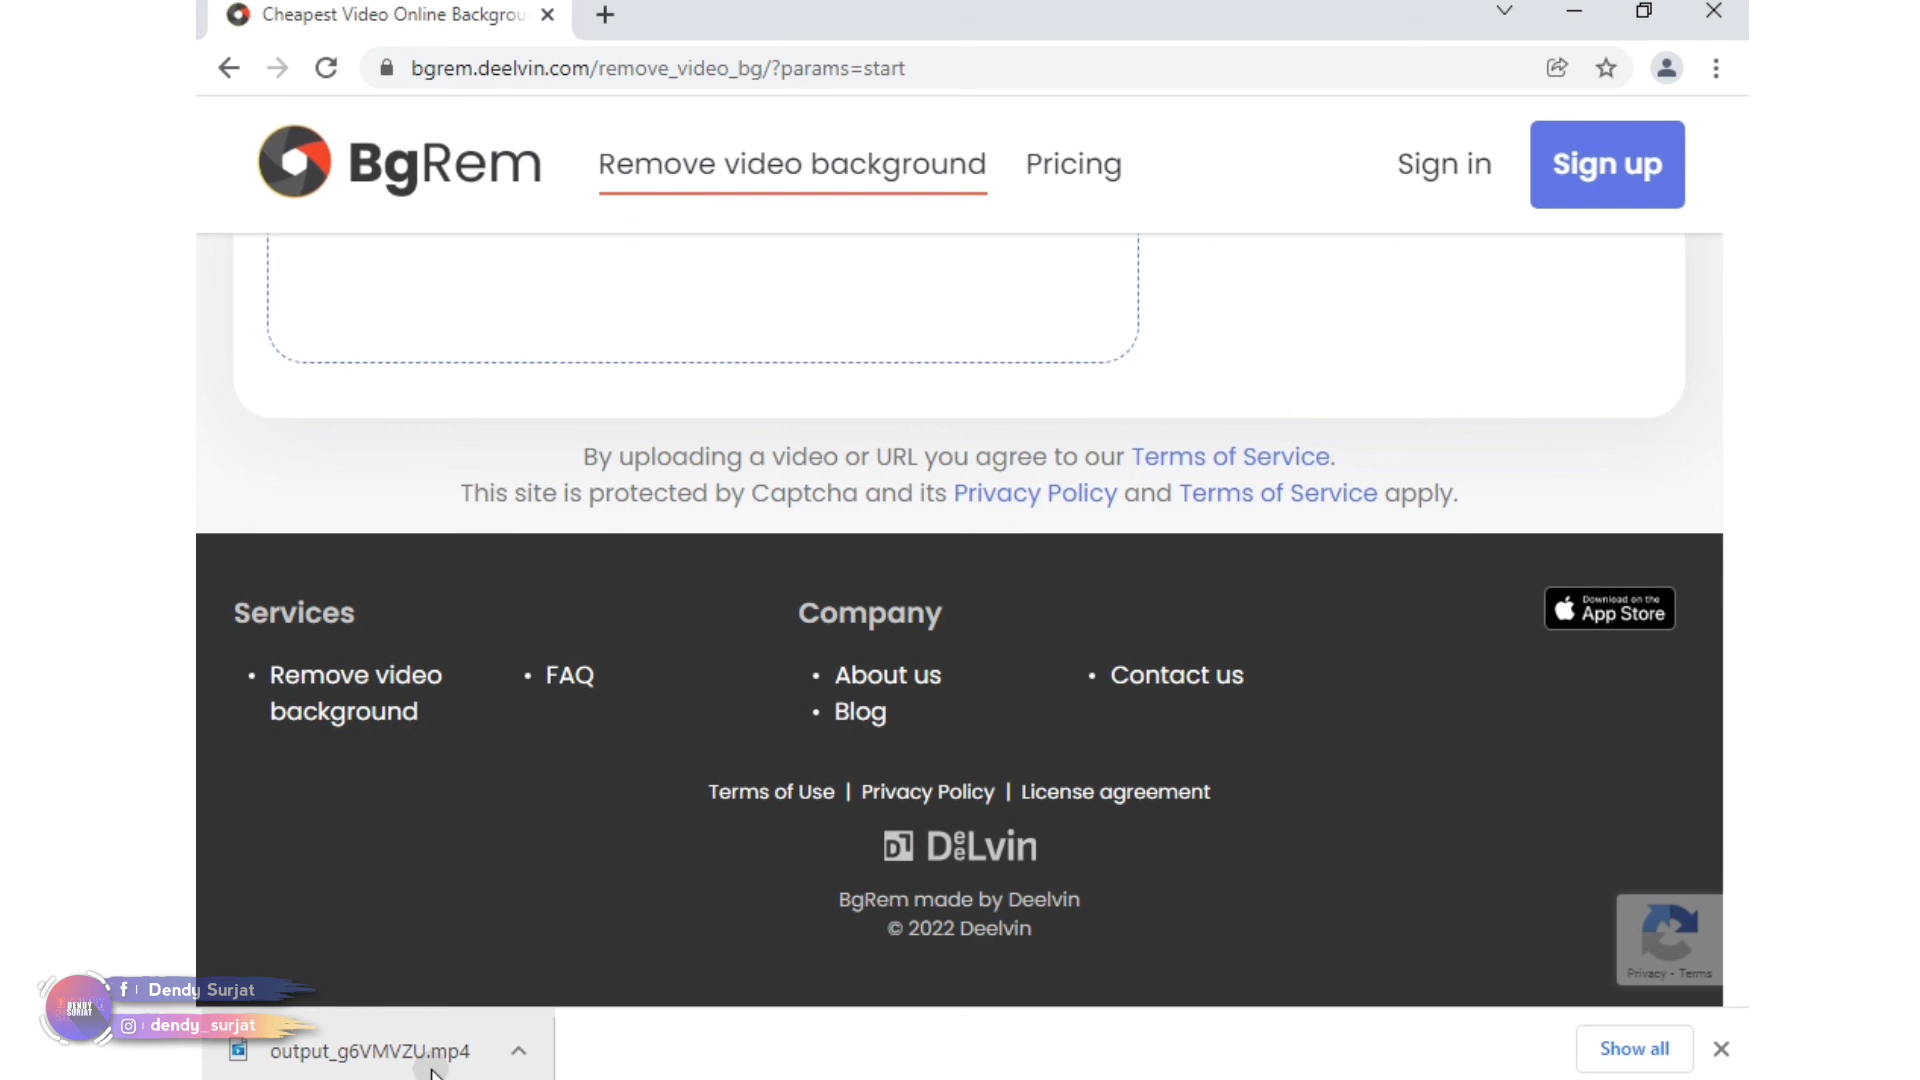 Cheapest Video Online Backgrou
bgrem.deelvin.com/remove_video_bg/?params=start
BgRem
Remove video background
Pricing
Sign in
Sign up
By uploading a video or URL you agree to our Terms of Service.
This site is protected by Captcha and its Privacy Policy and Terms of Service apply.
Services
Company
Download on the
App Store
Remove video
background
FAQ
About us
Blog
Contact us
Terms of Use | Privacy Policy | License agreement
DeeLvin
BgRem made by Deelvin
© 2022 Deelvin
Privacy - Terms
DENDY
SURJAT
Dendy Surjat
dendy_surjat
output_g6VMVZU.mp4
Show all